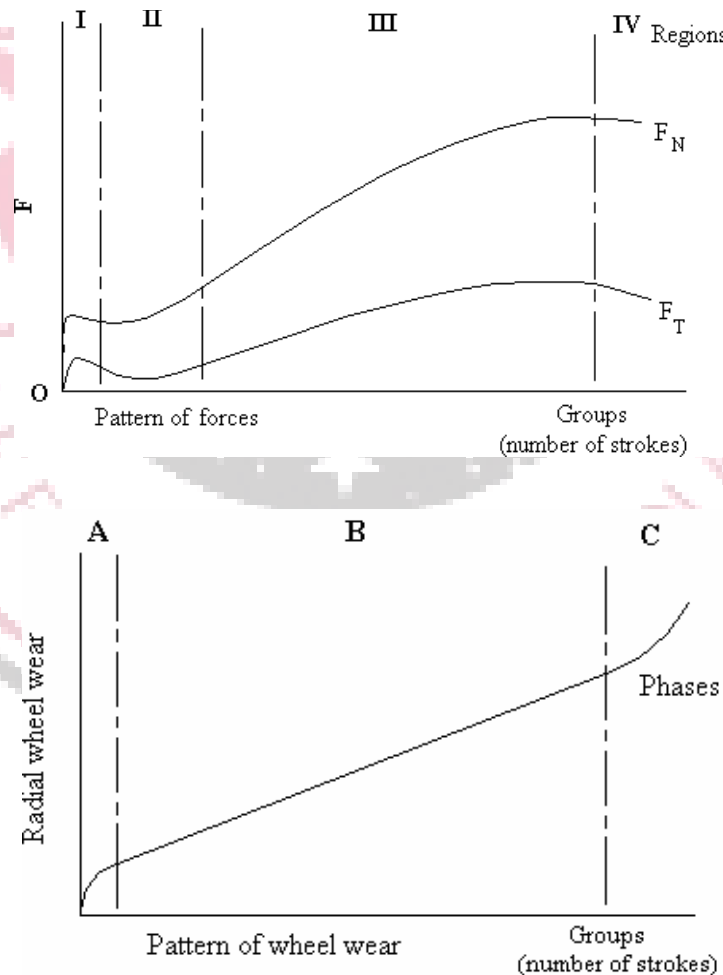 I II III IV Regions
F
F_N
F_T
O
Pattern of forces
Groups
(number of strokes)
A B C
Radial wheel wear
Phases
Pattern of wheel wear
Groups
(number of strokes)